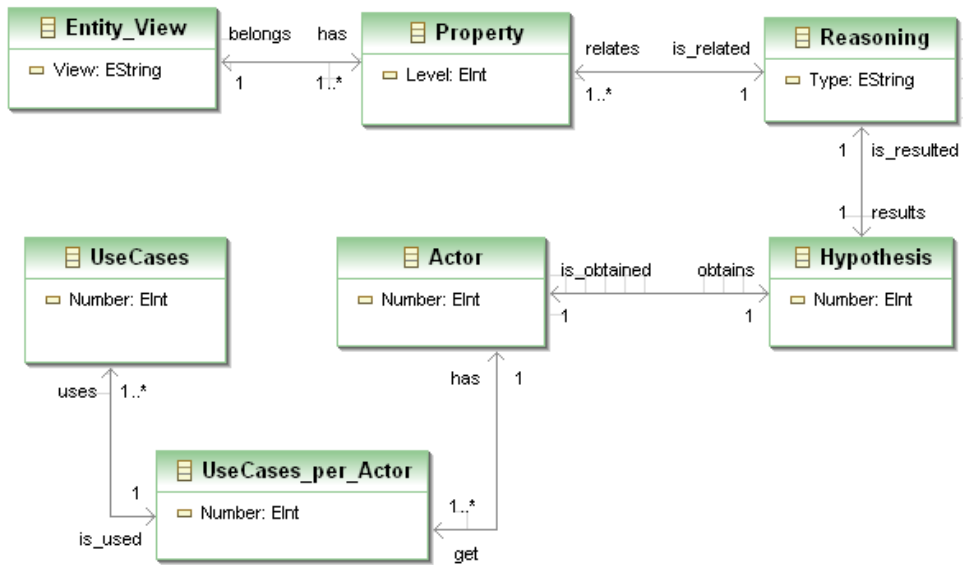 Entity_View
View: EString
belongs
has
1
1..*
Property
Level: EInt
relates
is_related
1..*
1
Reasoning
Type: EString
1
is_resulted
1
results
UseCases
Number: EInt
Actor
Number: EInt
is_obtained
obtains
1
1
Hypothesis
Number: EInt
uses
1..*
has
1
UseCases_per_Actor
Number: EInt
1
is_used
1..*
get